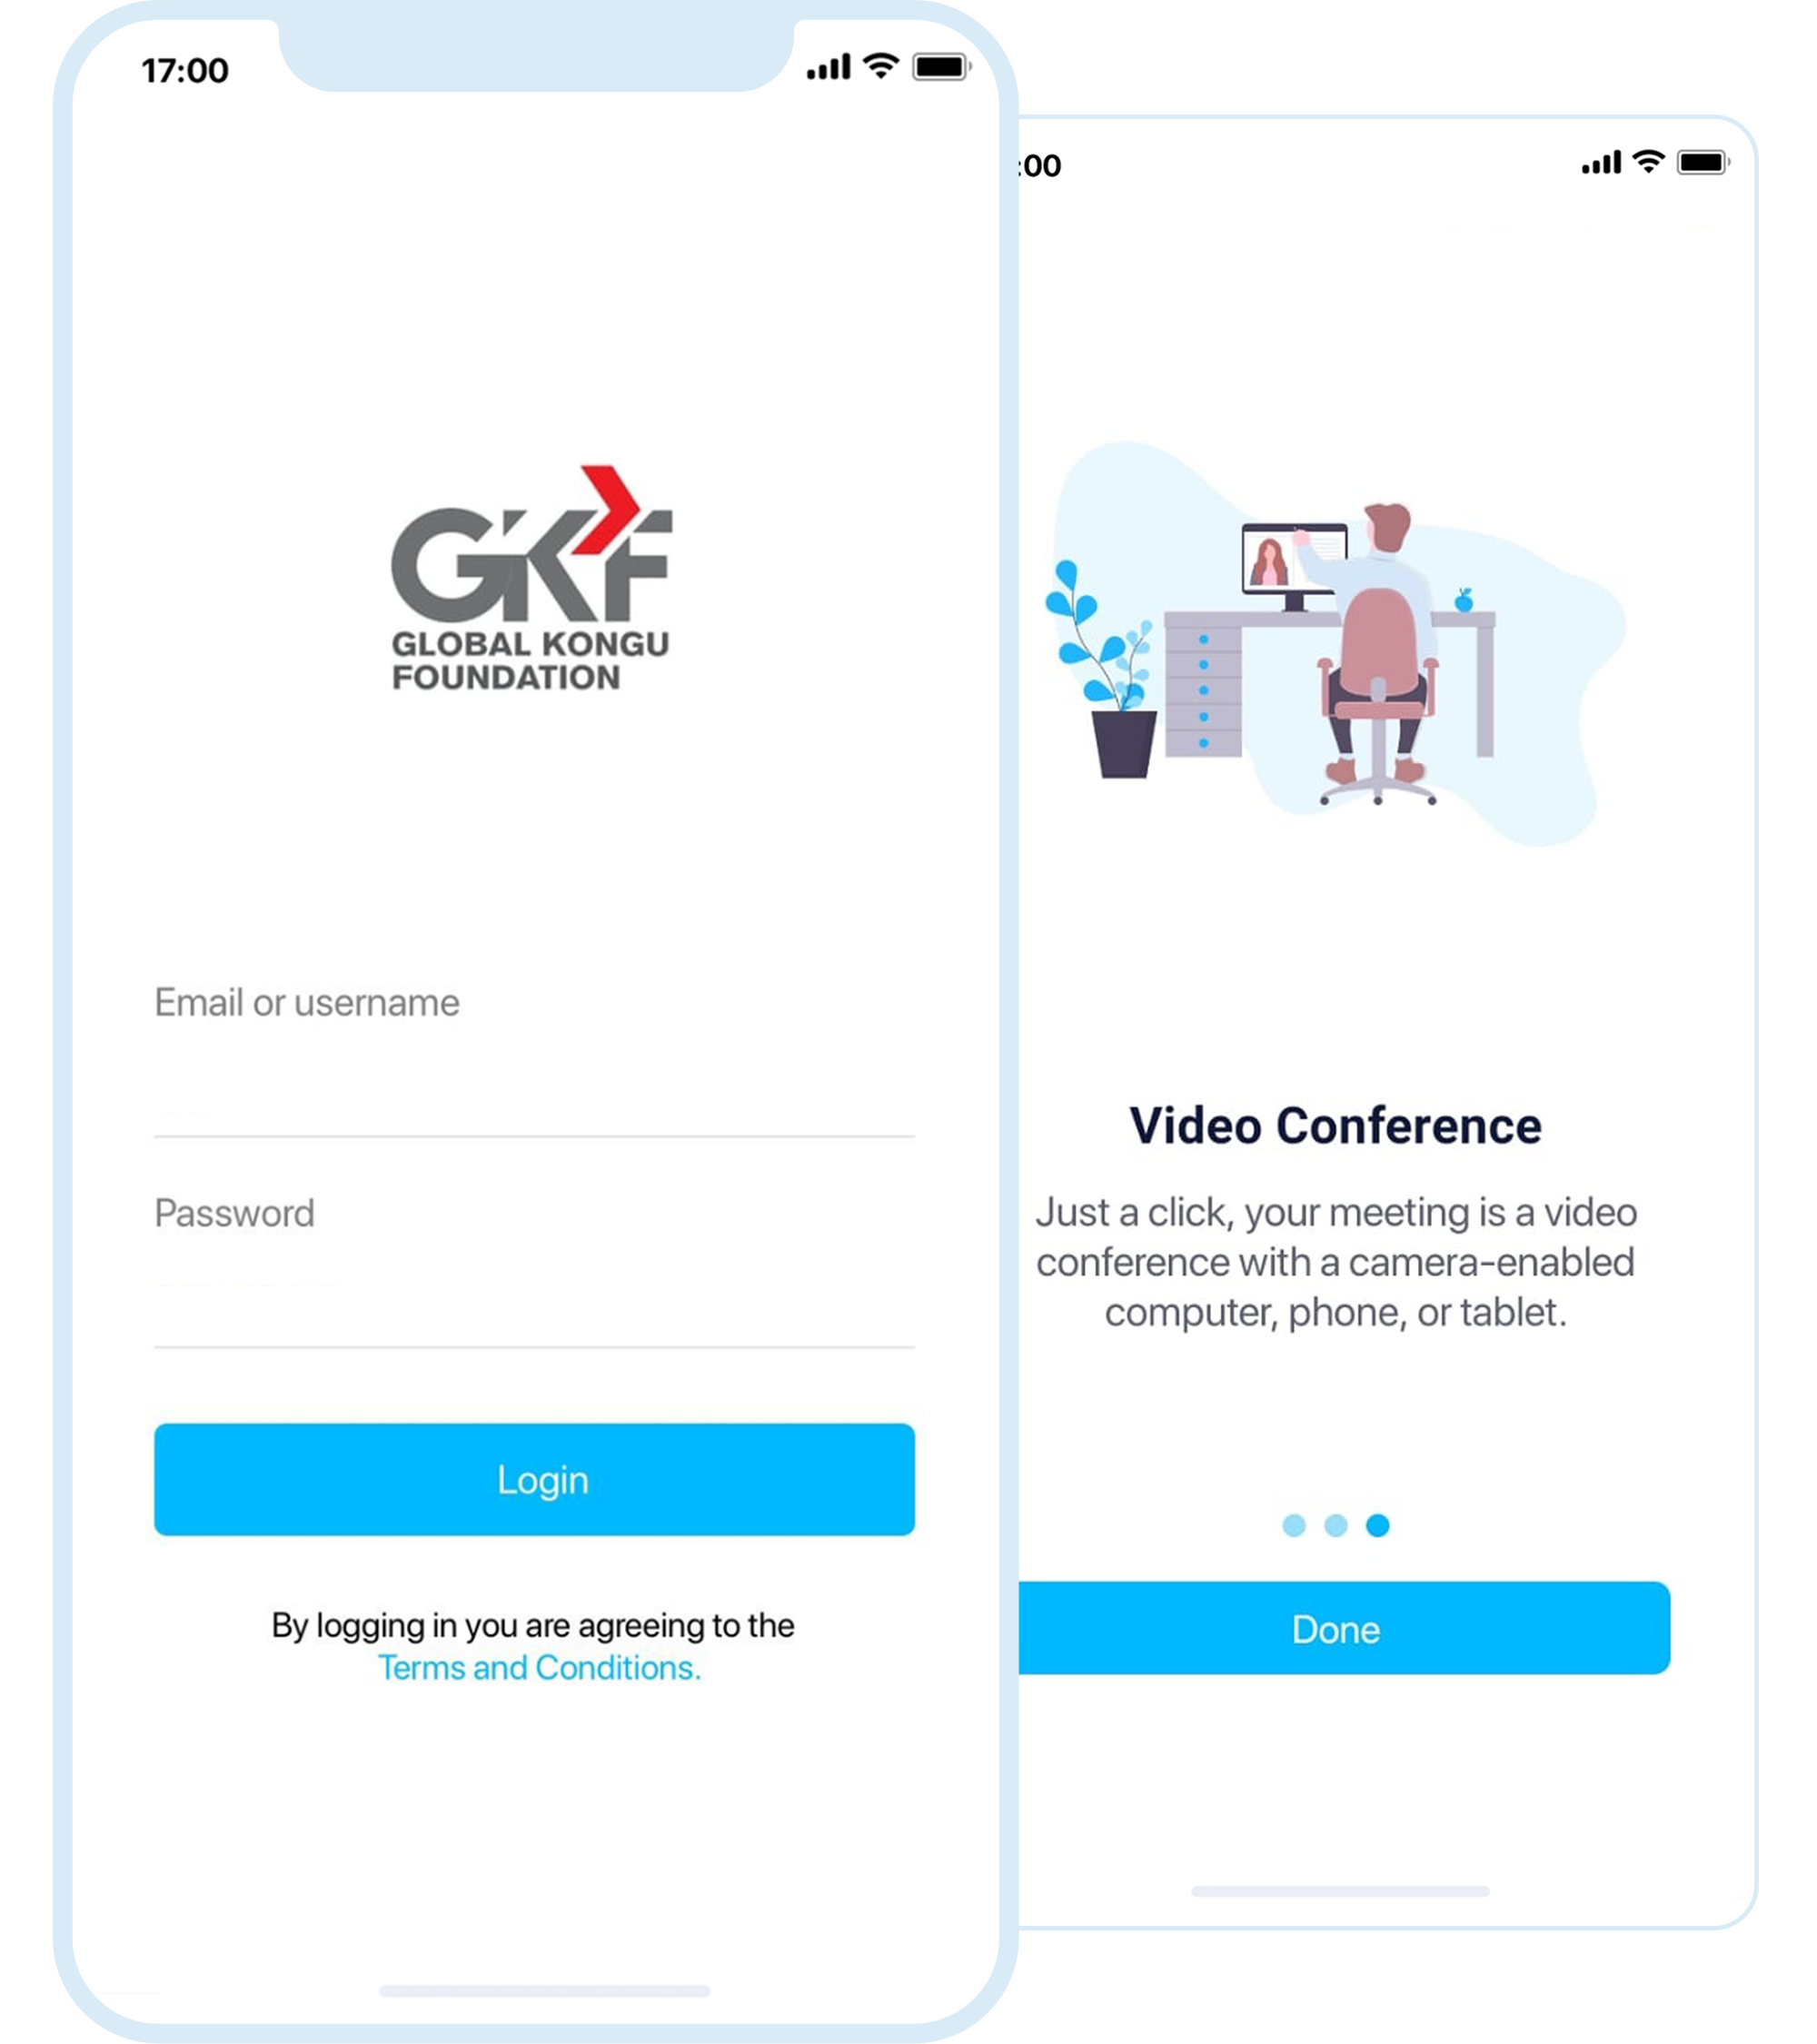 17:00
GKF
GLOBAL KONGU
FOUNDATION
Email or username
Password
Login
By logging in you are agreeing to the
Terms and Conditions.
:00
Video Conference
Just a click, your meeting is a video
conference with a camera-enabled
computer, phone, or tablet.
Done